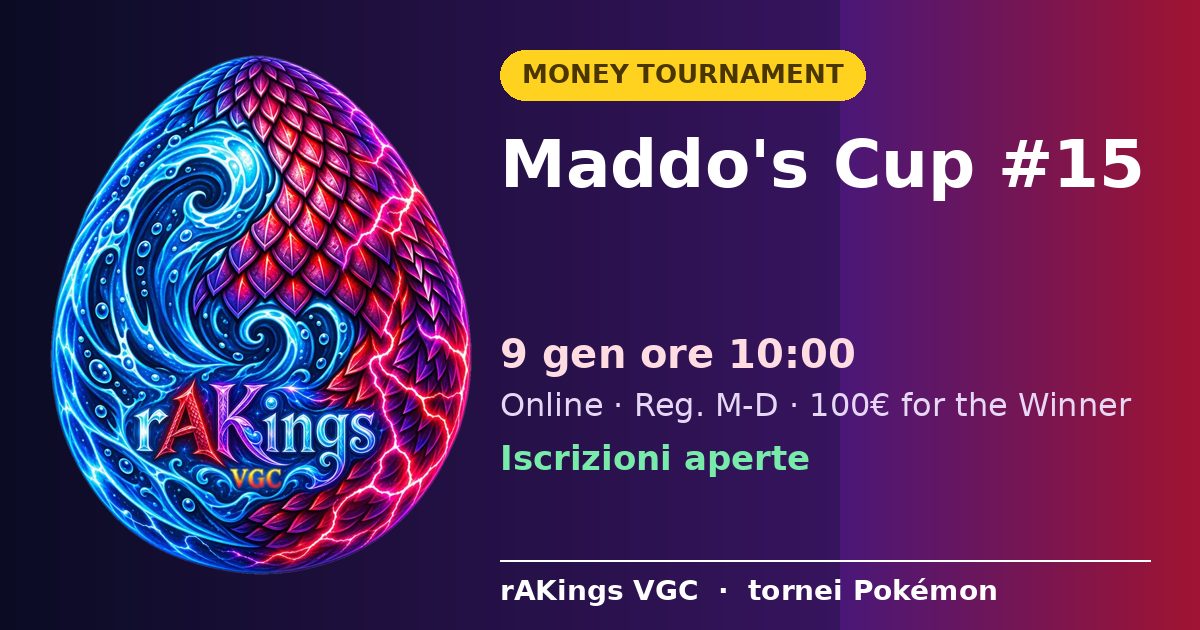 MONEY TOURNAMENT
Maddo's Cup #15
9 gen ore 10:00
Online · Reg. M-D · 100€ for the Winner
Iscrizioni aperte
rAKings
VGC
rAKings VGC · tornei Pokémon